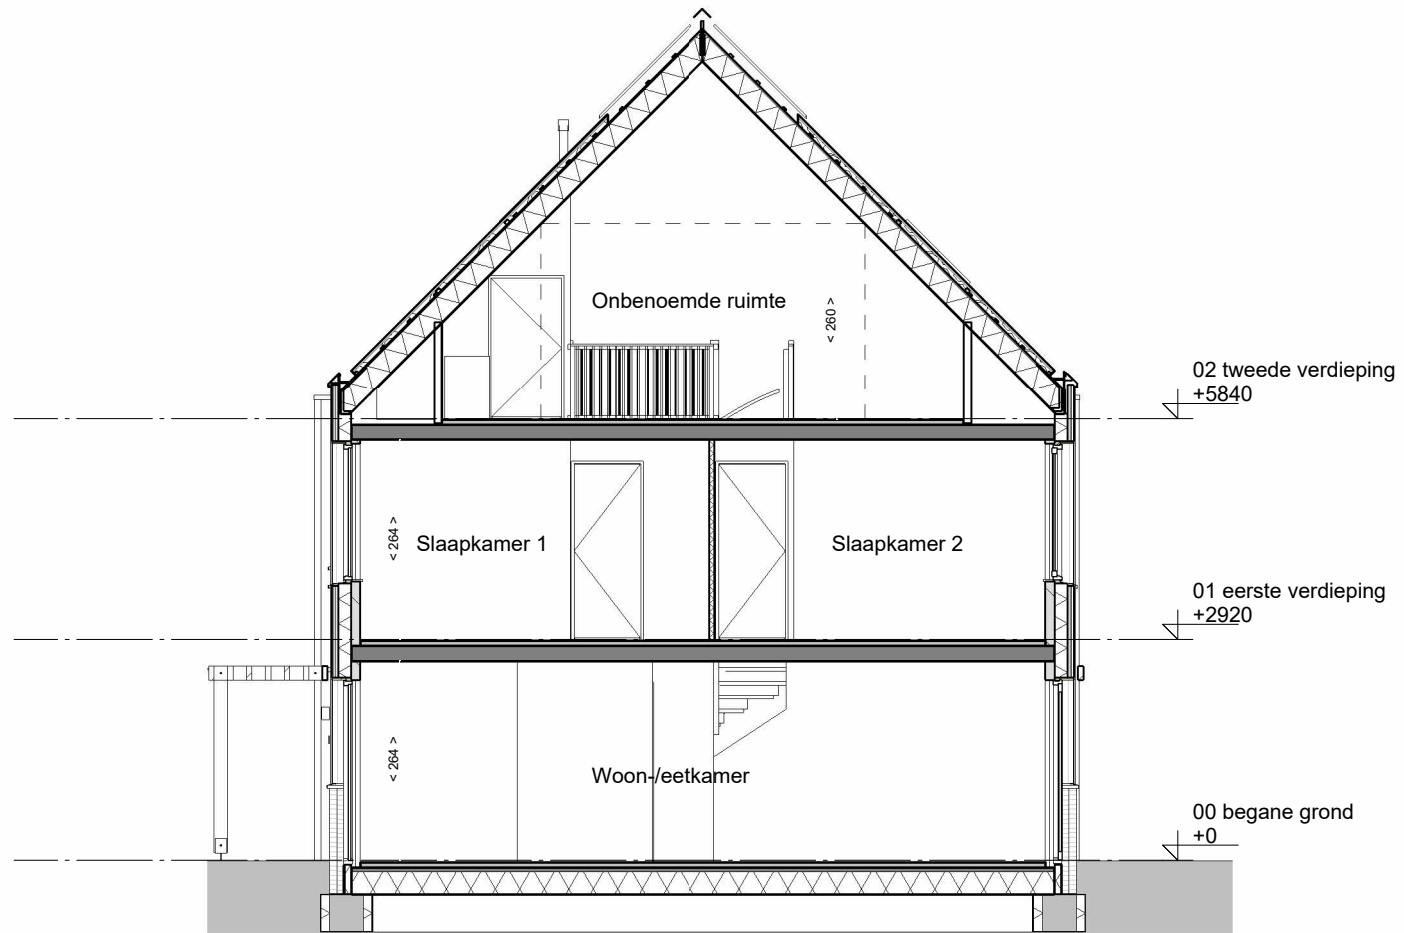 Onbenoemde ruimte
< 260 >
02 tweede verdieping
+5840
< 264 >
Slaapkamer 1
Slaapkamer 2
01 eerste verdieping
+2920
< 264 >
Woon-/eetkamer
00 begane grond
+0